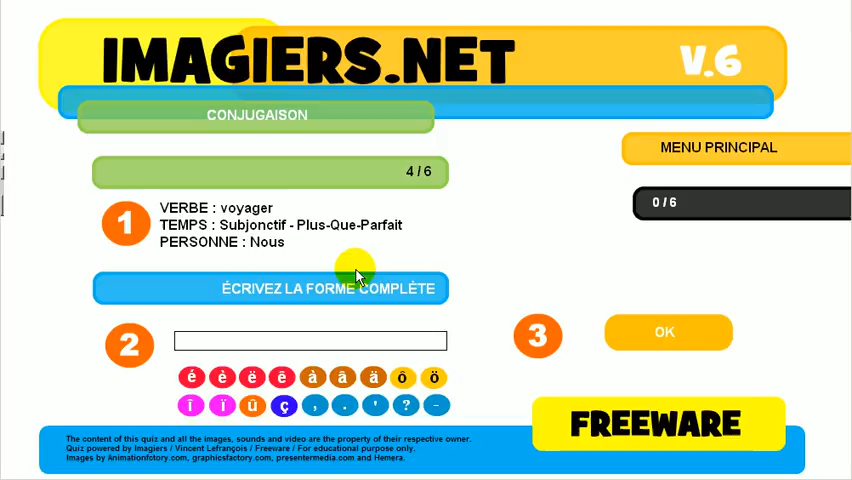 IMAGIERS.NET
V.6
CONJUGAISON
MENU PRINCIPAL
4 / 6
0 / 6
1
VERBE : voyager
TEMPS : Subjonctif - Plus-Que-Parfait
PERSONNE : Nous
ÉCRIVEZ LA FORME COMPLÈTE
2
3
OK
é è ë ê à â ä ô ö
î ï û ç , . ' ? -
FREEWARE
The content of this quiz and all the images, sounds and video are the property of their respective owner.
Quiz powered by Imagiers / Vincent Lefrançois / Freeware / For educational purpose only.
Images by Animationfctory.com, graphicsfactory.com, presentermedia.com and Hemera.